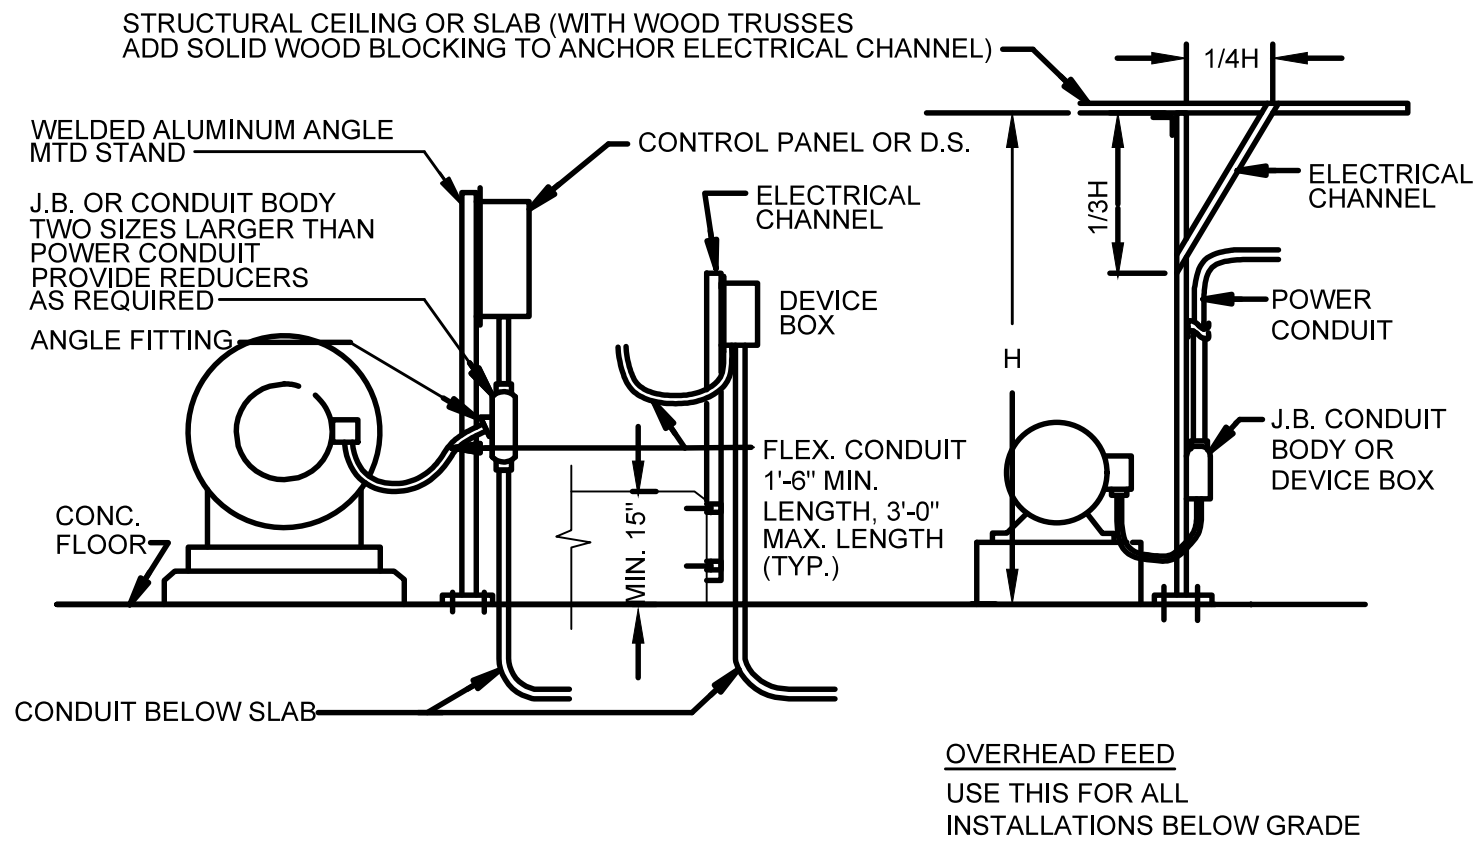 STRUCTURAL CEILING OR SLAB (WITH WOOD TRUSSES
ADD SOLID WOOD BLOCKING TO ANCHOR ELECTRICAL CHANNEL)
1/4H
WELDED ALUMINUM ANGLE
MTD STAND
CONTROL PANEL OR D.S.
J.B. OR CONDUIT BODY
TWO SIZES LARGER THAN
POWER CONDUIT
PROVIDE REDUCERS
AS REQUIRED
ANGLE FITTING
ELECTRICAL
CHANNEL
DEVICE
BOX
1/3H
ELECTRICAL
CHANNEL
POWER
CONDUIT
H
J.B. CONDUIT
BODY OR
DEVICE BOX
FLEX. CONDUIT
1'-6" MIN.
LENGTH, 3'-0"
MAX. LENGTH
(TYP.)
MIN. 15"
CONC.
FLOOR
CONDUIT BELOW SLAB
OVERHEAD FEED
USE THIS FOR ALL
INSTALLATIONS BELOW GRADE